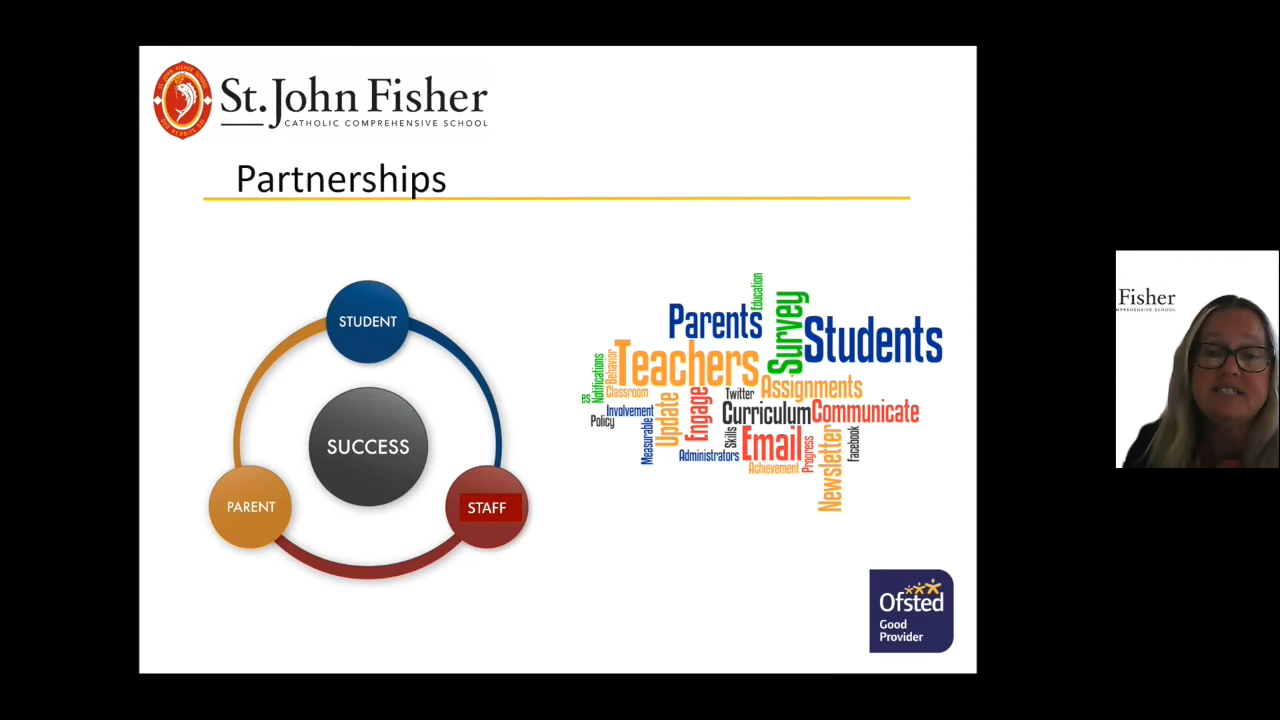 St. John Fisher
CATHOLIC COMPREHENSIVE SCHOOL
Partnerships
STUDENT
SUCCESS
PARENT
STAFF
Education
Parents
Survey
Students
Teachers
Notifications
Behavior
Classroom
es
Twitter
Assignments
Involvement
Policy
Update
Engage
Curriculum
Communicate
Measurable
Administrators
Skills
Email
Achievement
Progress
Newsletter
Facebook
Ofsted
Good
Provider
Fisher